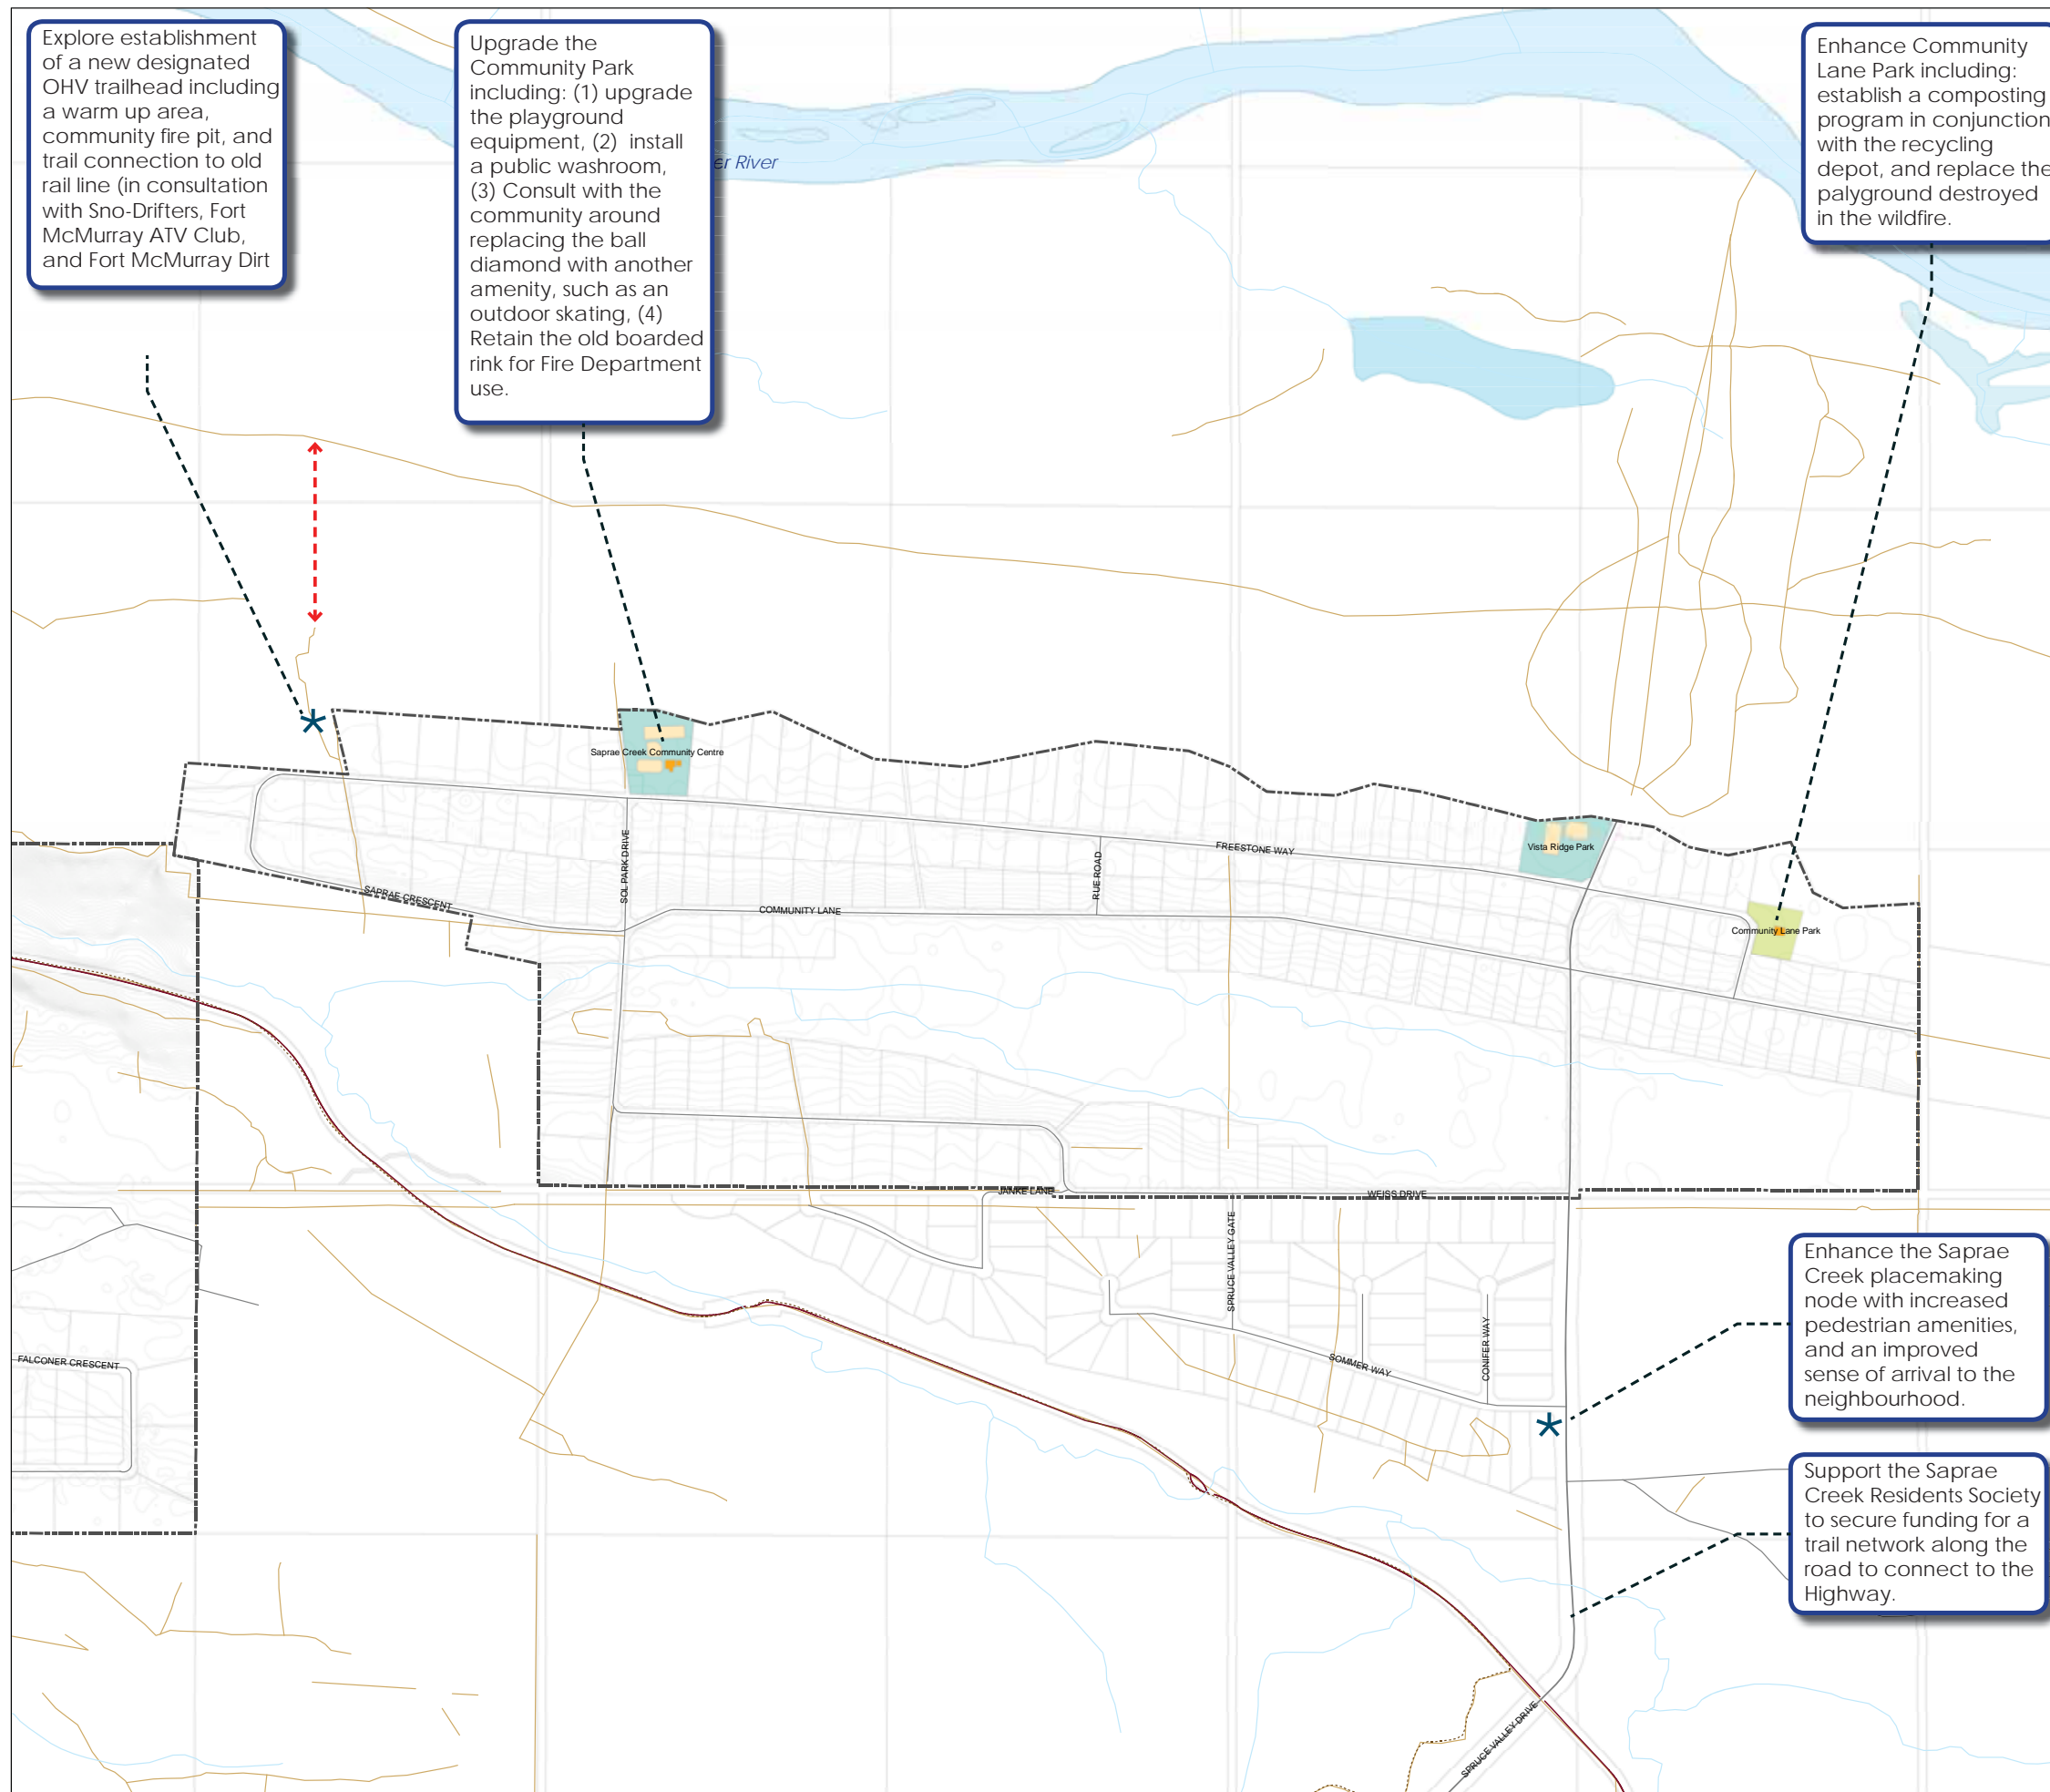 Explore establishment
of a new designated
OHV trailhead including
a warm up area,
community fire pit, and
trail connection to old
rail line (in consultation
with Sno-Drifters, Fort
McMurray ATV Club,
and Fort McMurray Dirt
Upgrade the
Community Park
including: (1) upgrade
the playground
equipment, (2) install
a public washroom,
(3) Consult with the
community around
replacing the ball
diamond with another
amenity, such as an
outdoor skating, (4)
Retain the old boarded
rink for Fire Department
use.
er River
Enhance Community
Lane Park including:
establish a composting
program in conjunction
with the recycling
depot, and replace the
palyground destroyed
in the wildfire.
Saprae Creek Community Centre
Vista Ridge Park
Community Lane Park
FREESTONE WAY
SOL PARK DRIVE
RUE ROAD
SAPRAE CRESCENT
COMMUNITY LANE
JANKE LANE
WEISS DRIVE
SPRUCE VALLEY GATE
SOMMER WAY
CONIFER WAY
FALCONER CRESCENT
Enhance the Saprae
Creek placemaking
node with increased
pedestrian amenities,
and an improved
sense of arrival to the
neighbourhood.
Support the Saprae
Creek Residents Society
to secure funding for a
trail network along the
road to connect to the
Highway.
SPRUCE VALLEY DRIVE